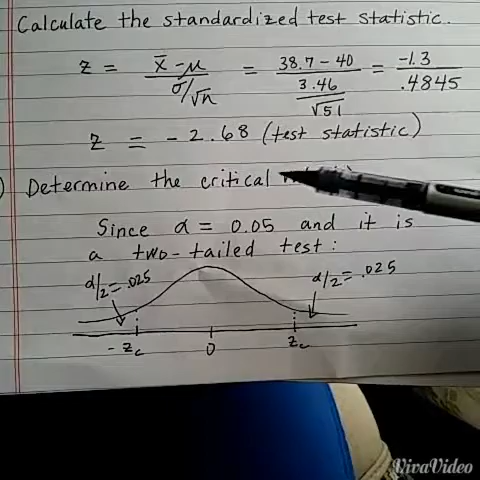 Calculate the standardized test statistic.
z = x̄ - μ / σ/√n = 38.7 - 40 / 3.46/√51 = -1.3 / .4845
z = -2.68 (test statistic)
) Determine the critical
Since α = 0.05 and it is
a two-tailed test:
α/2 = .025 α/2 = .025
-zc 0 zc
VivaVideo